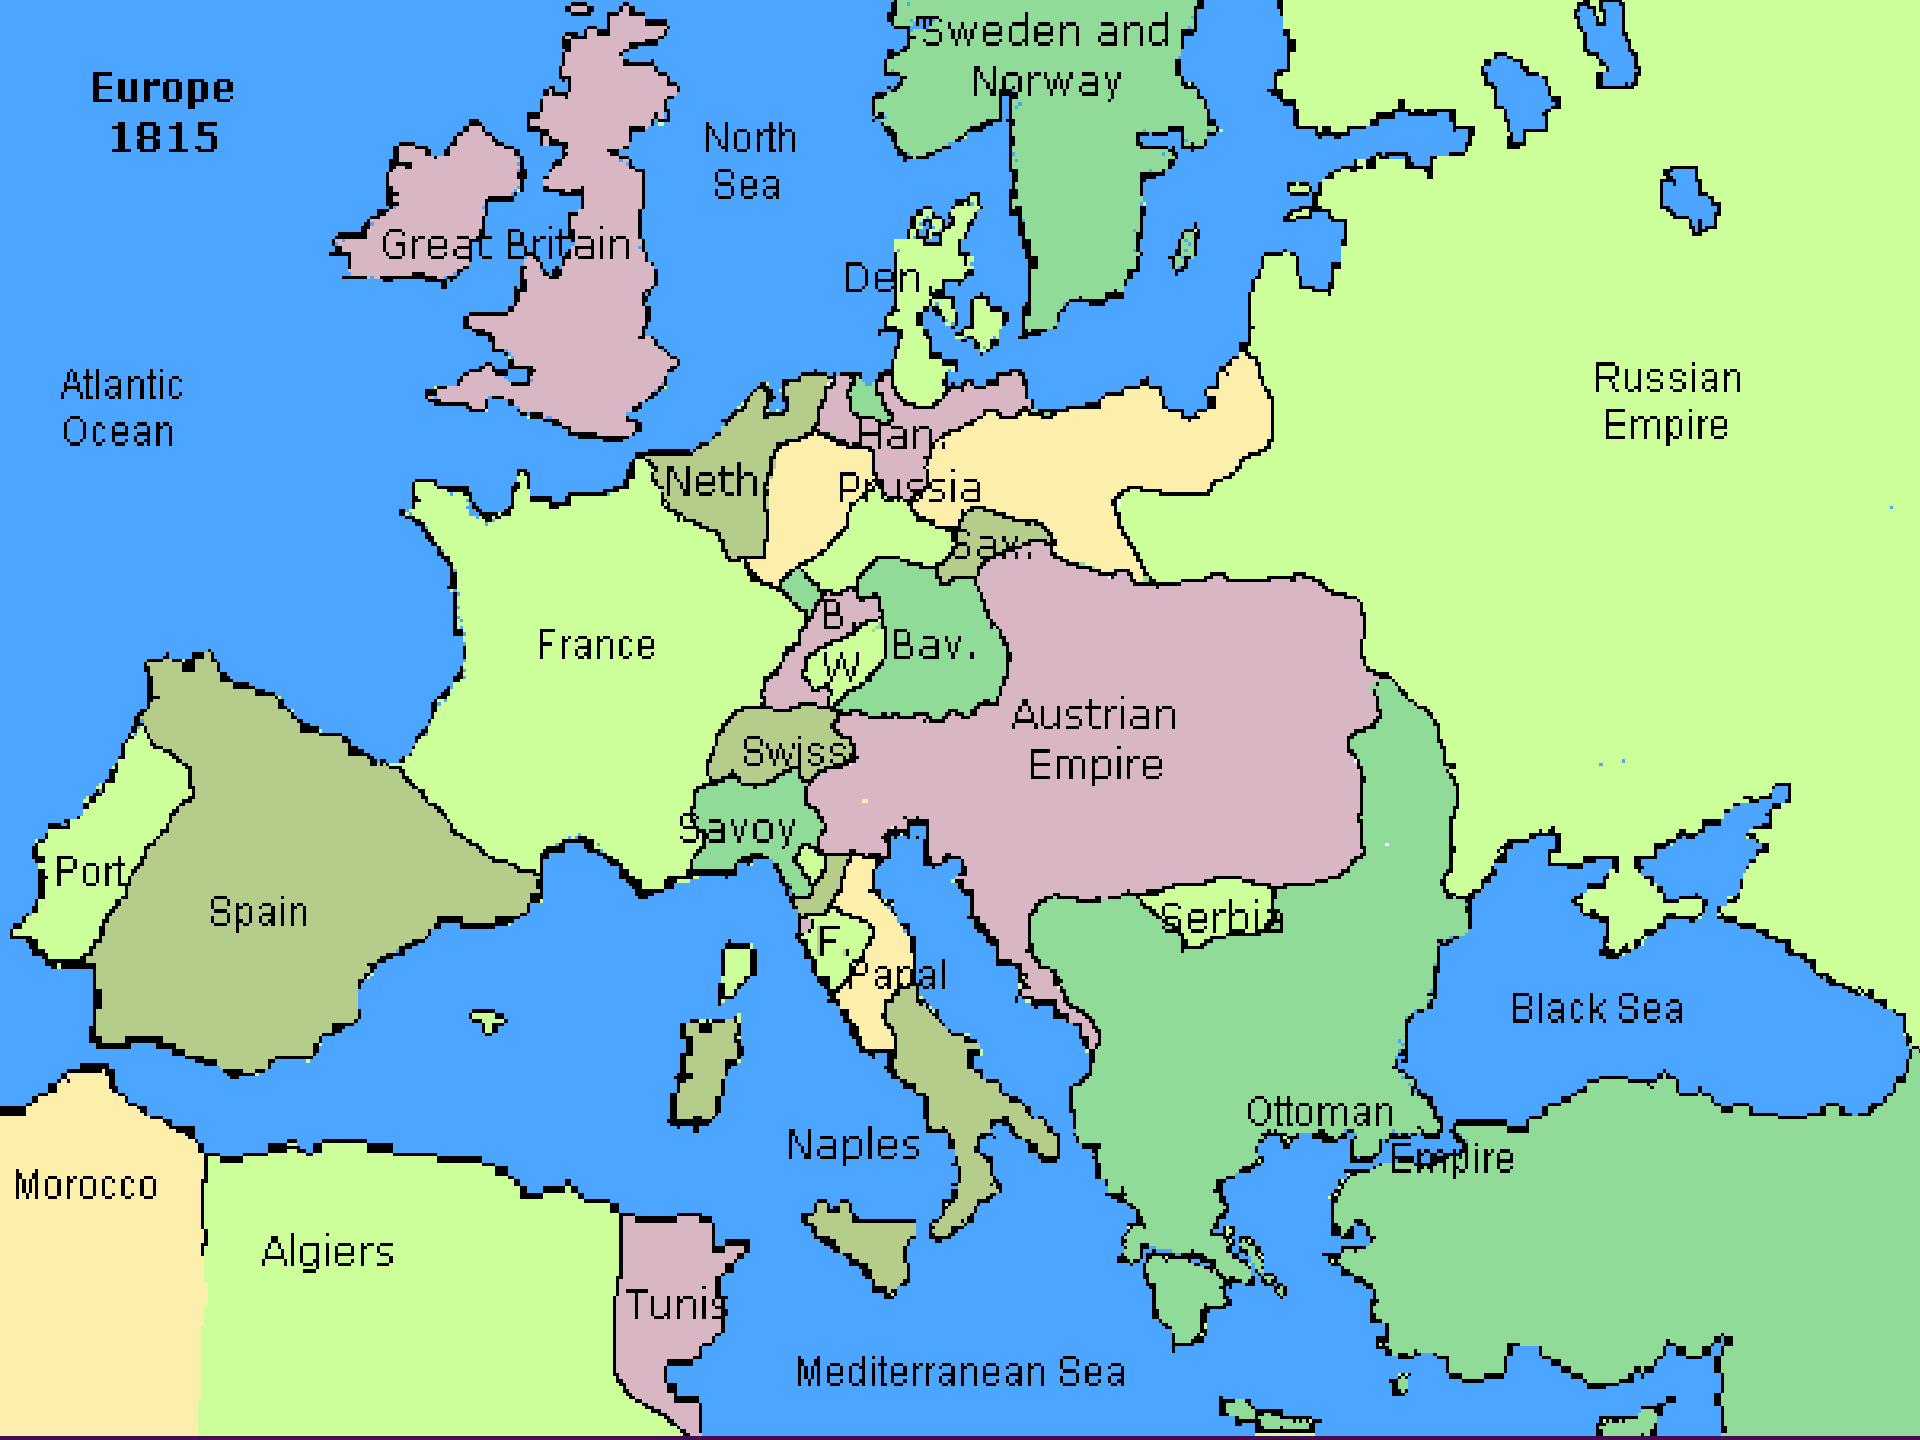 Sweden and
Norway
Europe
1815
North
Sea
Great Britain
Den.
Atlantic
Ocean
Russian
Empire
Han.
Neth.
Prussia
Sax.
B.
France
Bav.
W
Austrian
Empire
Swiss
Savoy
Port.
Spain
Serbia
F.
Papal
Black Sea
Ottoman
Empire
Naples
Morocco
Algiers
Tunis
Mediterranean Sea